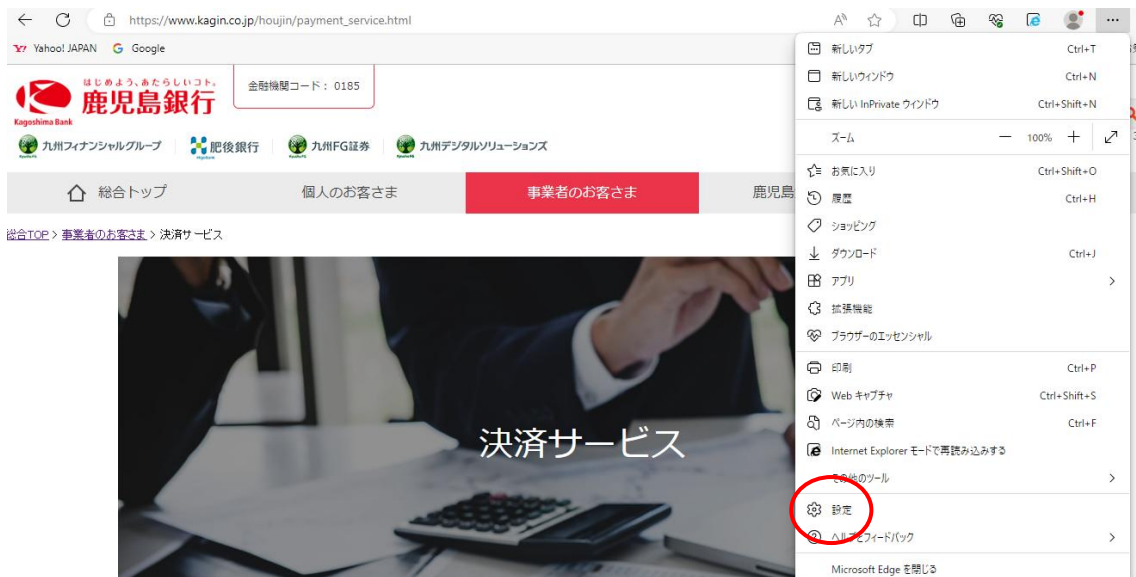 https://www.kagin.co.jp/houjin/payment_service.html
Yahoo! JAPAN Google
はじめよう、あたらしいコト。
鹿児島銀行
Kagoshima Bank
金融機関コード： 0185
九州フィナンシャルグループ 肥後銀行 九州FG証券 九州デジタルソリューションズ
総合トップ 個人のお客さま 事業者のお客さま 鹿児島
総合TOP > 事業者のお客さま > 決済サービス
決済サービス
新しいタブ Ctrl+T
新しいウィンドウ Ctrl+N
新しい InPrivate ウィンドウ Ctrl+Shift+N
ズーム 100%
お気に入り Ctrl+Shift+O
履歴 Ctrl+H
ショッピング
ダウンロード Ctrl+J
アプリ
拡張機能
ブラウザーのエッセンシャル
印刷 Ctrl+P
Web キャプチャ Ctrl+Shift+S
ページ内の検索 Ctrl+F
Internet Explorer モードで再読み込みする
その他のツール
設定
ヘルプとフィードバック
Microsoft Edge を閉じる